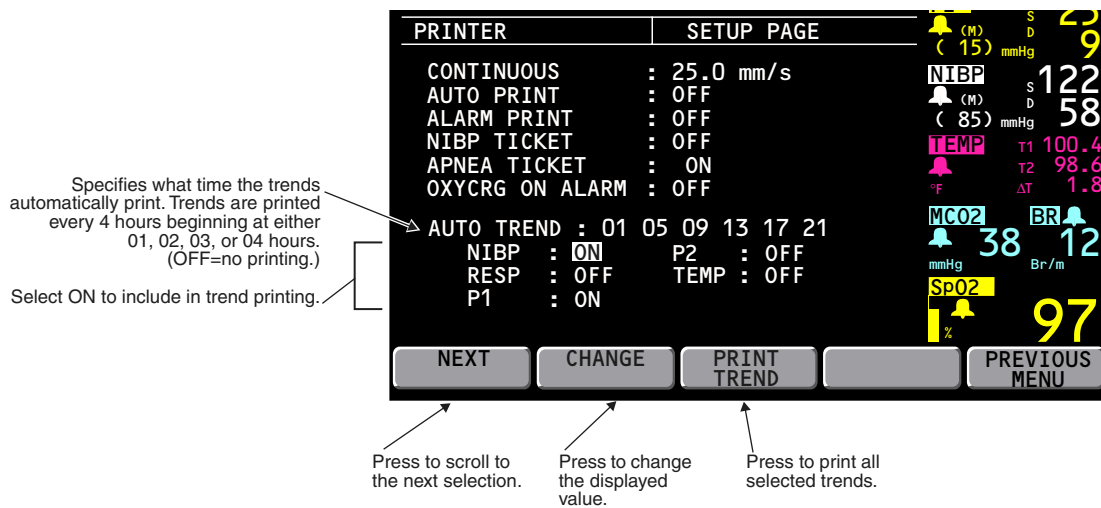 PRINTER SETUP PAGE
CONTINUOUS : 25.0 mm/s
AUTO PRINT : OFF
ALARM PRINT : OFF
NIBP TICKET : OFF
APNEA TICKET : ON
OXYCRG ON ALARM : OFF
AUTO TREND : 01 05 09 13 17 21
NIBP : ON P2 : OFF
RESP : OFF TEMP : OFF
P1 : ON
S
(M) D
( 15) mmHg 9
NIBP S 122
(M) D 58
( 85) mmHg
TEMP T1 100.4
T2 98.6
°F ΔT 1.8
MCO2 BR
38 12
mmHg Br/m
SpO2
% 97
NEXT
CHANGE
PRINT
TREND
PREVIOUS
MENU
Specifies what time the trends
automatically print. Trends are printed
every 4 hours beginning at either
01, 02, 03, or 04 hours.
(OFF=no printing.)
Select ON to include in trend printing.
Press to scroll to
the next selection.
Press to change
the displayed
value.
Press to print all
selected trends.